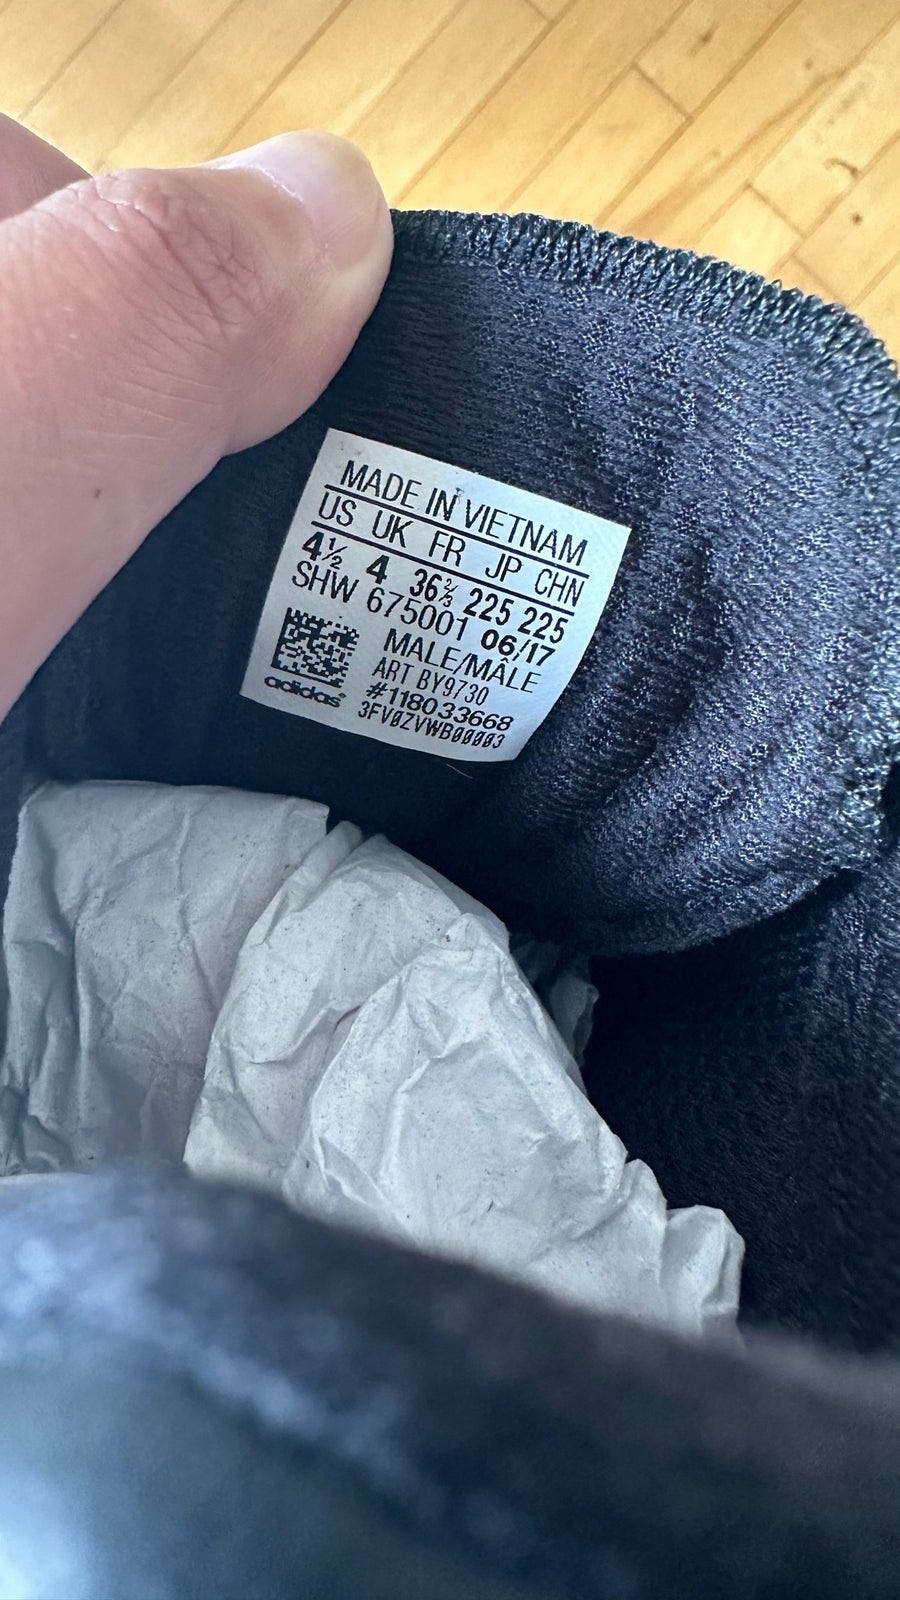 MADE IN VIETNAM
US UK FR JP CHN
4½ 4 36⅔ 225 225
SHW 675001 06/17
MALE/MÂLE
ART BY9730
#118033668
3FV0ZVWB00003
adidas